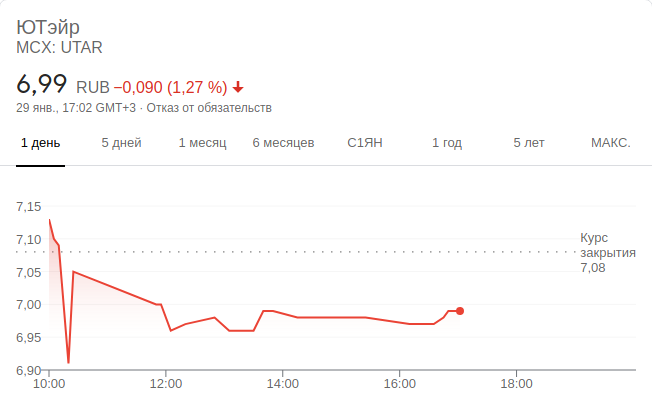 ЮТэйр
MCX: UTAR
6,99 RUB −0,090 (1,27 %)
29 янв., 17:02 GMT+3 · Отказ от обязательств
1 день 5 дней 1 месяц 6 месяцев С1ЯН 1 год 5 лет МАКС.
7,15
7,10
7,05
7,00
6,95
6,90
Курс
закрытия
7,08
10:00 12:00 14:00 16:00 18:00